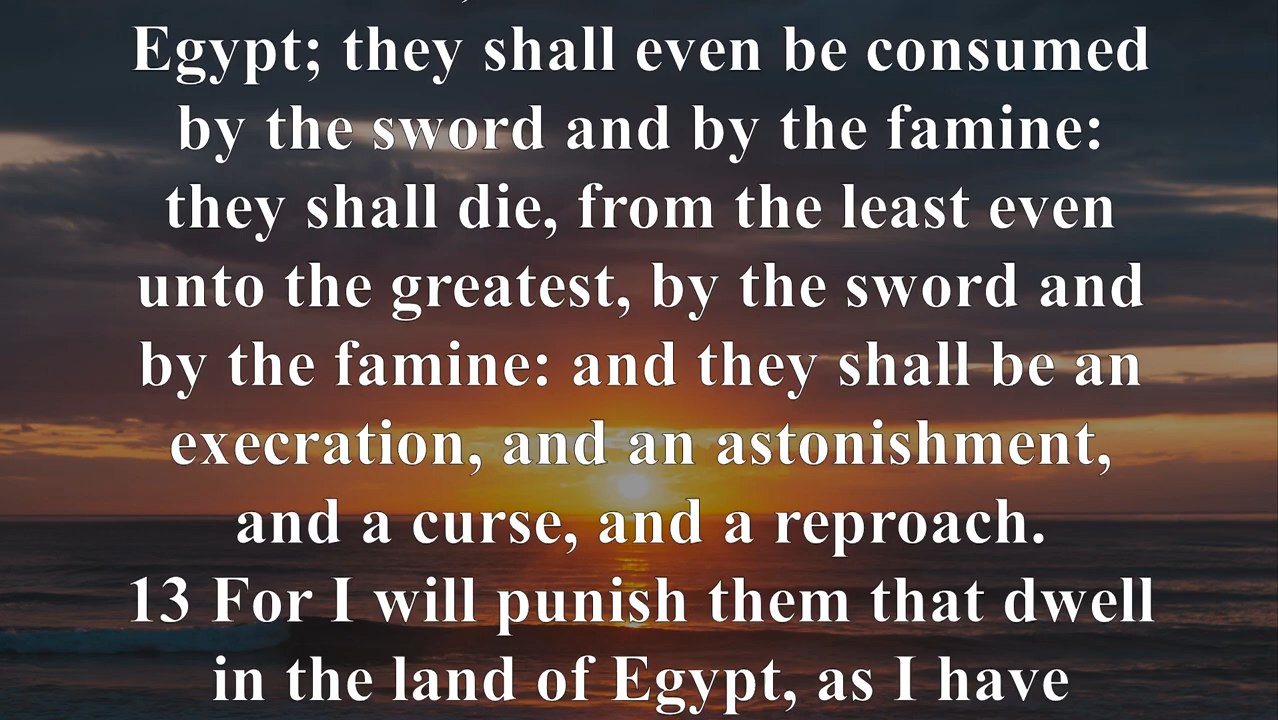 Egypt; they shall even be consumed
by the sword and by the famine:
they shall die, from the least even
unto the greatest, by the sword and
by the famine: and they shall be an
execration, and an astonishment,
and a curse, and a reproach.
13 For I will punish them that dwell
in the land of Egypt, as I have